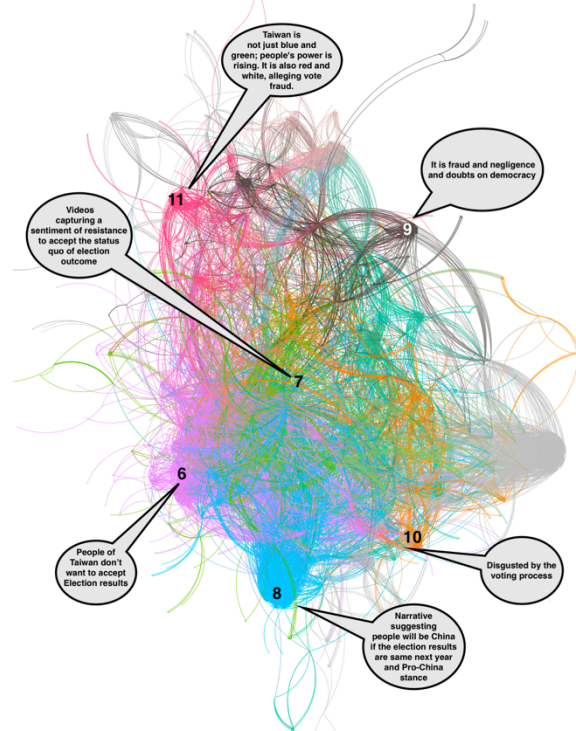 Taiwan is
not just blue and
green; people's power is
rising. It is also red and
white, alleging vote
fraud.
11
It is fraud and negligence
and doubts on democracy
9
Videos
capturing a
sentiment of resistance
to accept the status
quo of election
outcome
7
6
People of
Taiwan don't
want to accept
Election results
10
Disgusted by the
voting process
8
Narrative
suggesting
people will be China
if the election results
are same next year
and Pro-China
stance